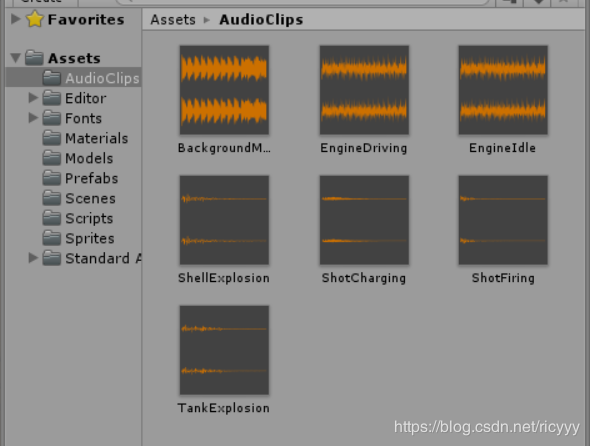 Create
Favorites
Assets
AudioClips
Editor
Fonts
Materials
Models
Prefabs
Scenes
Scripts
Sprites
Standard A
Assets ▸ AudioClips
BackgroundM...
EngineDriving
EngineIdle
ShellExplosion
ShotCharging
ShotFiring
TankExplosion
https://blog.csdn.net/ricyyy